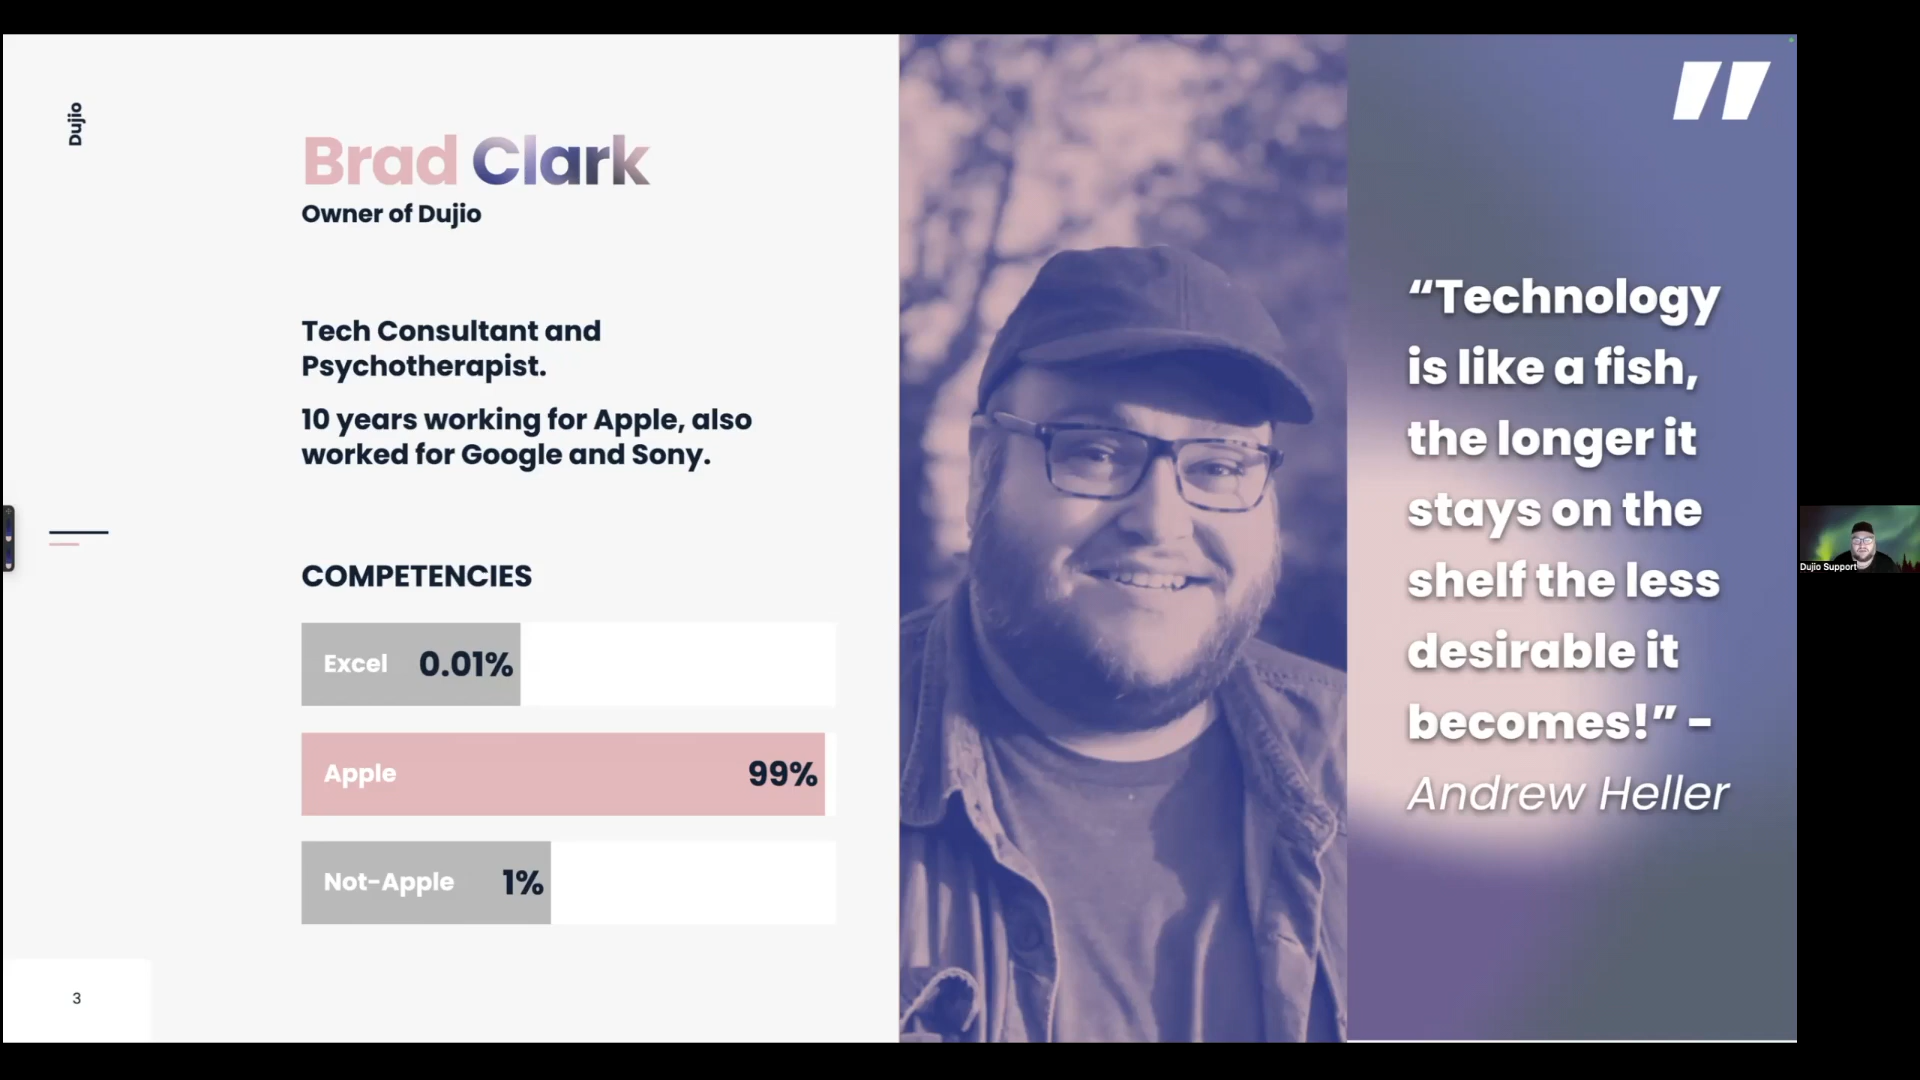 Dujio
Brad Clark
Owner of Dujio
Tech Consultant and
Psychotherapist.
10 years working for Apple, also
worked for Google and Sony.
COMPETENCIES
Excel 0.01%
Apple 99%
Not-Apple 1%
3
"
“Technology
is like a fish,
the longer it
stays on the
shelf the less
desirable it
becomes!” -
Andrew Heller
Dujio Support